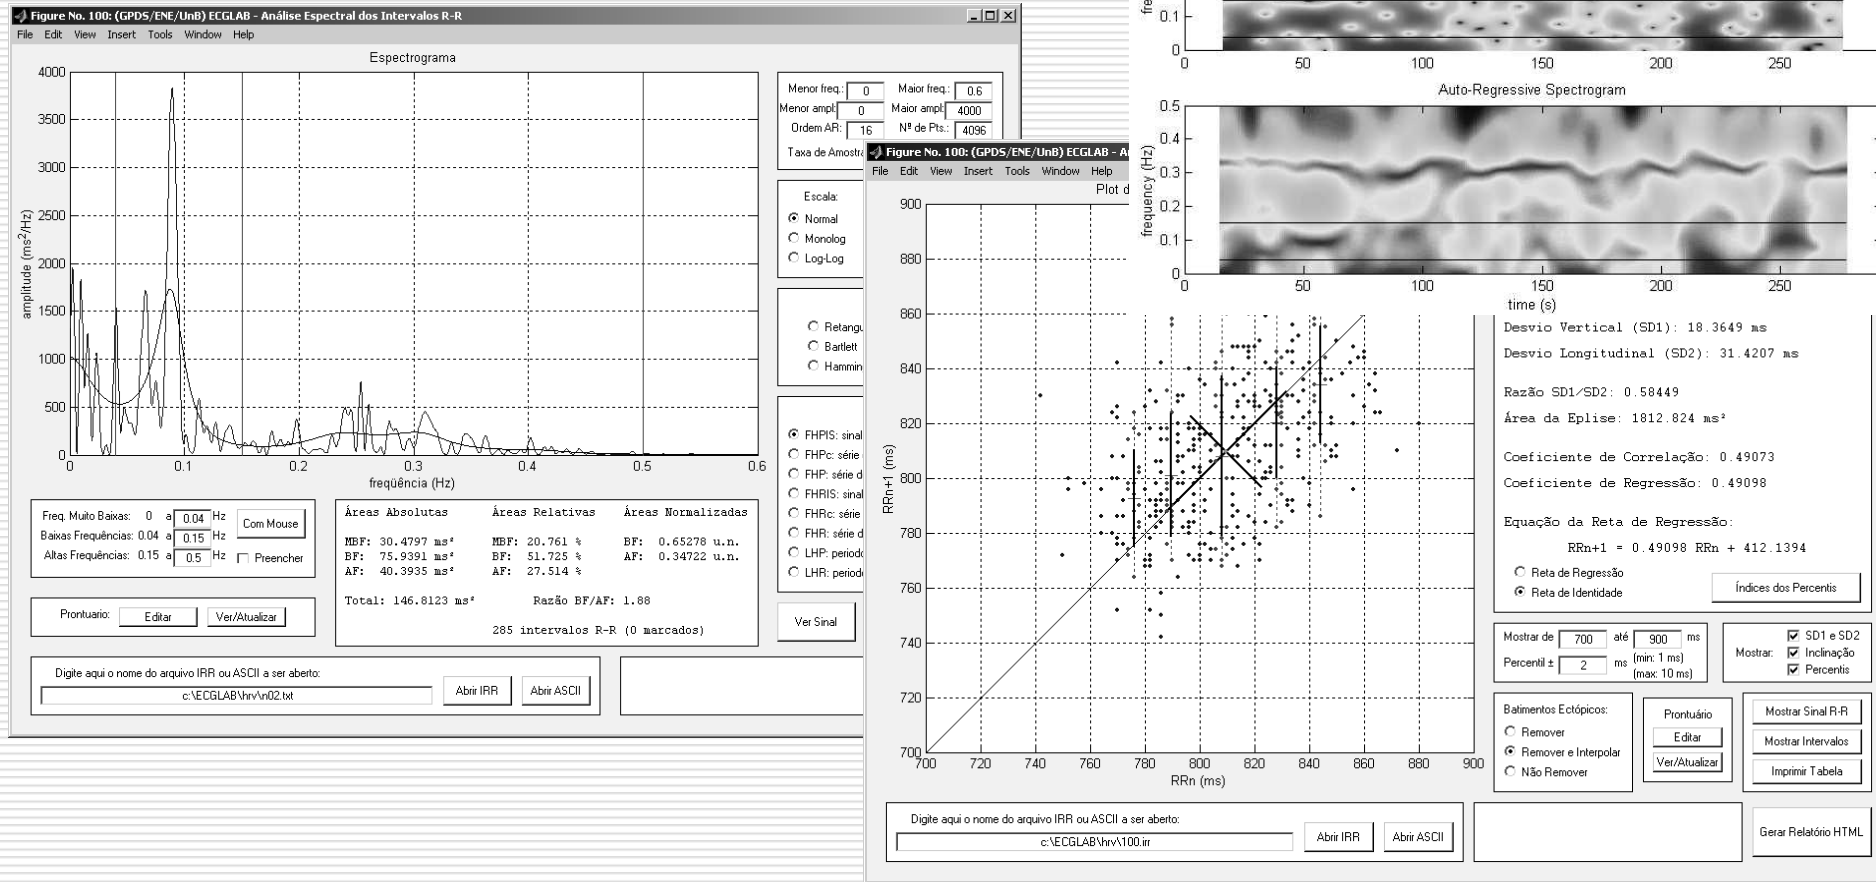 Figure No. 100: (GPDS/ENE/UnB) ECGLAB - Análise Espectral dos Intervalos R-R
File Edit View Insert Tools Window Help
Espectrograma
4000
3500
3000
2500
2000
1500
1000
500
0
amplitude (ms²/Hz)
0 0.1 0.2 0.3 0.4 0.5 0.6
freqüência (Hz)
Menor freq.: 0 Maior freq.: 0.6
Menor ampl: 0 Maior ampl: 4000
Ordem AR: 16 Nº de Pts.: 4096
Taxa de Amostra
Escala:
Normal
Monolog
Log-Log
Retangu
Bartlett
Hammin
FHPIS: sinal
FHPc: série
FHP: série d
FHRIS: sinal
FHRc: série
FHR: série d
LHP: periodo
LHR: period
Ver Sinal
Freq. Muito Baixas: 0 a 0.04 Hz
Baixas Frequências: 0.04 a 0.15 Hz
Altas Frequências: 0.15 a 0.5 Hz
Com Mouse
Preencher
Prontuario: Editar Ver/Atualizar
Áreas Absolutas Áreas Relativas Áreas Normalizadas
MBF: 30.4797 ms² MBF: 20.761 % BF: 0.65278 u.n.
BF: 75.9391 ms² BF: 51.725 % AF: 0.34722 u.n.
AF: 40.3935 ms² AF: 27.514 %
Total: 146.8123 ms² Razão BF/AF: 1.88
285 intervalos R-R (0 marcados)
Digite aqui o nome do arquivo IRR ou ASCII a ser aberto:
c:\ECGLAB\hrv\n02.txt Abrir IRR Abrir ASCII
Figure No. 100: (GPDS/ENE/UnB) ECGLAB - A
File Edit View Insert Tools Window Help
Plot d
900
880
860
840
820
800
780
760
740
720
700
RRn+1 (ms)
700 720 740 760 780 800 820 840 860 880 900
RRn (ms)
fre
0.1
0
0 50 100 150 200 250
Auto-Regressive Spectrogram
0.5
0.4
0.3
0.2
0.1
0
frequency (Hz)
0 50 100 150 200 250
time (s)
Desvio Vertical (SD1): 18.3649 ms
Desvio Longitudinal (SD2): 31.4207 ms
Razão SD1/SD2: 0.58449
Área da Eplise: 1812.824 ms²
Coeficiente de Correlação: 0.49073
Coeficiente de Regressão: 0.49098
Equação da Reta de Regressão:
RRn+1 = 0.49098 RRn + 412.1394
Reta de Regressão
Reta de Identidade
Índices dos Percentis
Mostrar de 700 até 900 ms
Percentil ± 2 ms (min: 1 ms)
(max: 10 ms)
Mostrar:
SD1 e SD2
Inclinação
Percentis
Batimentos Ectópicos:
Remover
Remover e Interpolar
Não Remover
Prontuário
Editar
Ver/Atualizar
Mostrar Sinal R-R
Mostrar Intervalos
Imprimir Tabela
Digite aqui o nome do arquivo IRR ou ASCII a ser aberto:
c:\ECGLAB\hrv\100.irr Abrir IRR Abrir ASCII
Gerar Relatório HTML